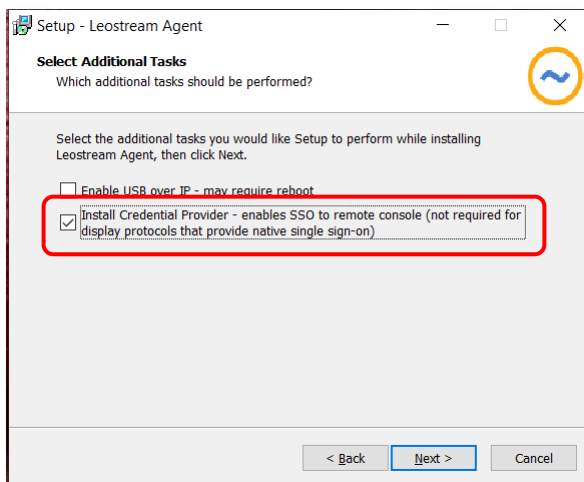 Setup - Leostream Agent
Select Additional Tasks
Which additional tasks should be performed?
Select the additional tasks you would like Setup to perform while installing
Leostream Agent, then click Next.
Enable USB over IP - may require reboot
Install Credential Provider - enables SSO to remote console (not required for
display protocols that provide native single sign-on)
< Back
Next >
Cancel